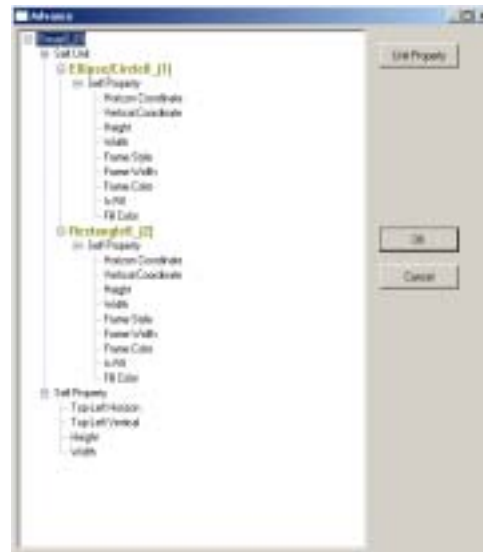 Advance
Self Unit
Ellipse/Circle0_(1)
Self Property
Horizon Coordinate
Vertical Coordinate
Height
Width
Frame Style
Frame Width
Frame Color
Is Fill
Fill Color
Rectangle0_(2)
Self Property
Horizon Coordinate
Vertical Coordinate
Height
Width
Frame Style
Frame Width
Frame Color
Is Fill
Fill Color
Self Property
Top Left Horizon
Top Left Vertical
Height
Width
Unit Property
OK
Cancel